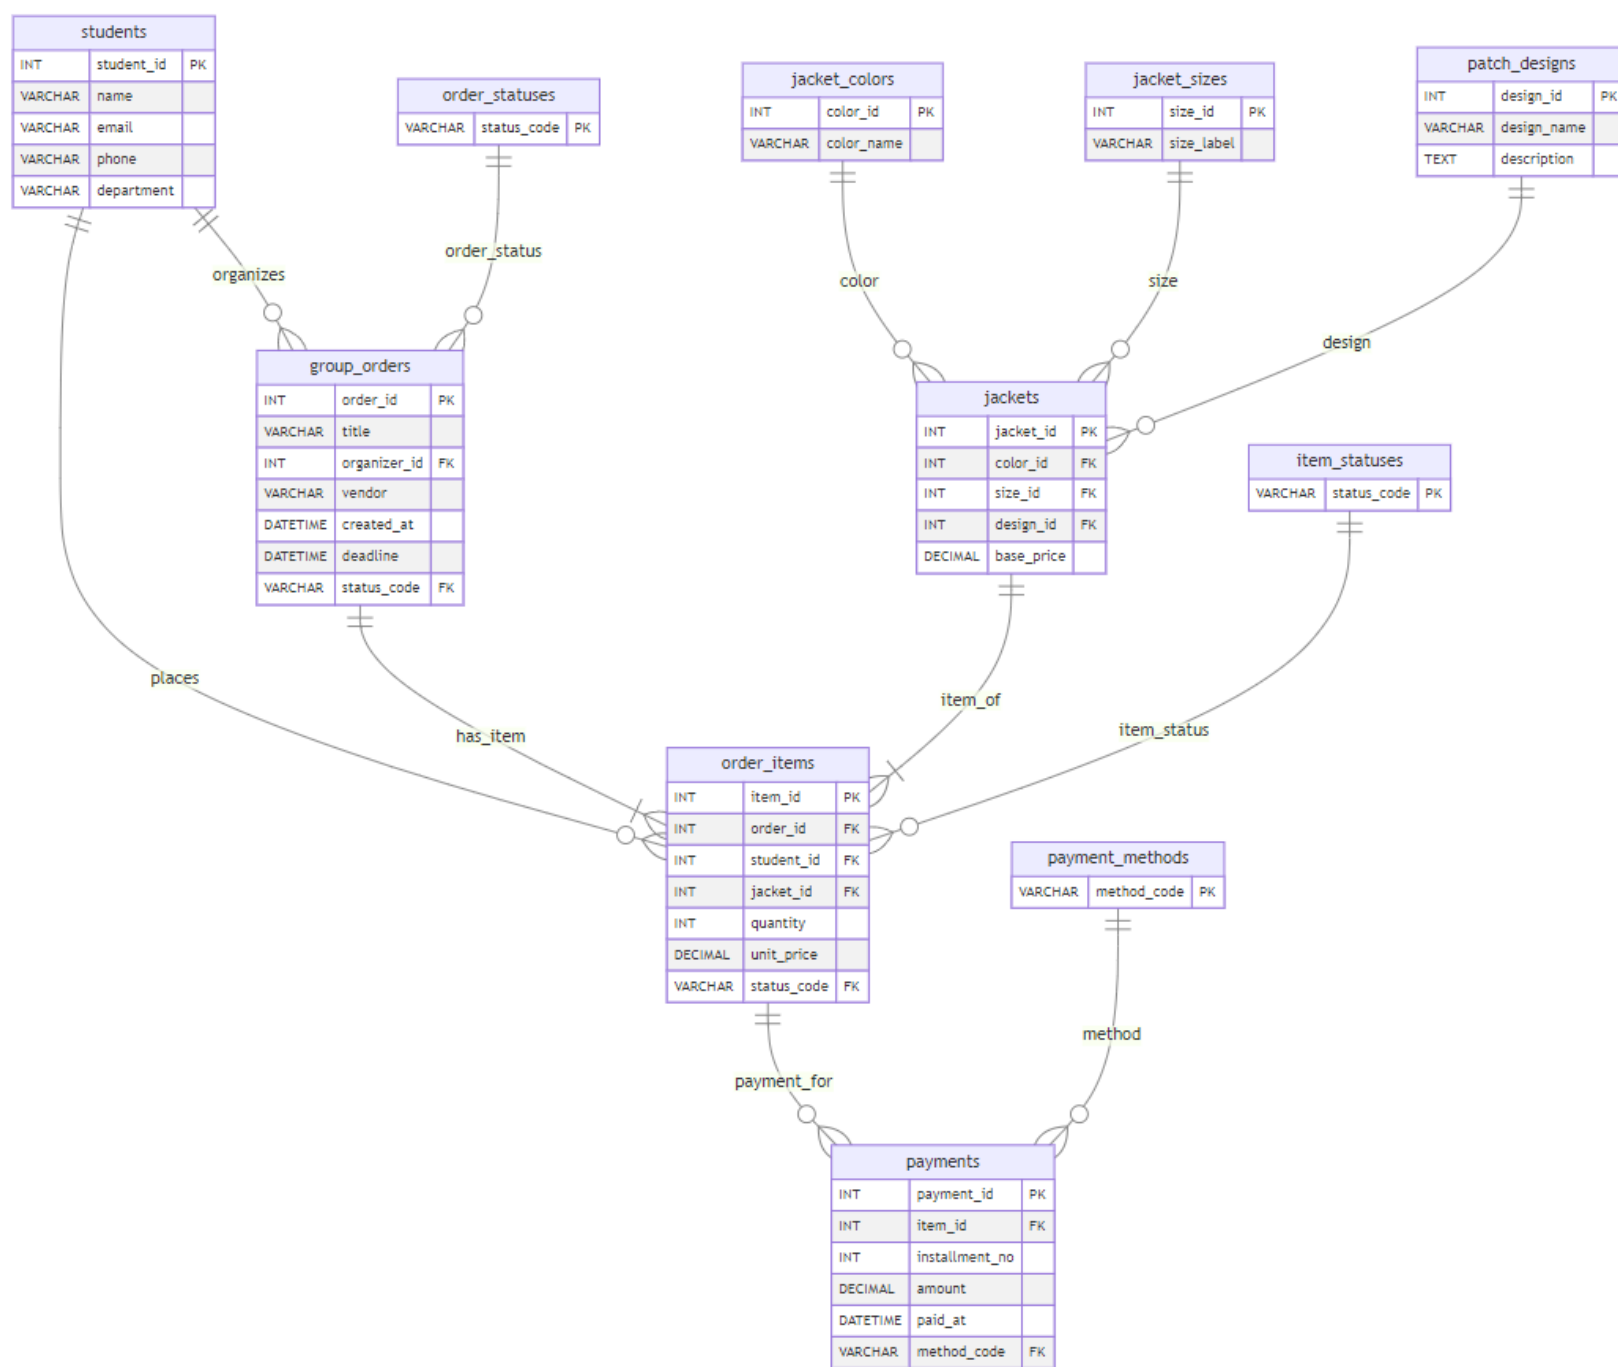 students
INT student_id PK
VARCHAR name
VARCHAR email
VARCHAR phone
VARCHAR department
order_statuses
VARCHAR status_code PK
jacket_colors
INT color_id PK
VARCHAR color_name
jacket_sizes
INT size_id PK
VARCHAR size_label
patch_designs
INT design_id PK
VARCHAR design_name
TEXT description
organizes
order_status
color
size
design
group_orders
INT order_id PK
VARCHAR title
INT organizer_id FK
VARCHAR vendor
DATETIME created_at
DATETIME deadline
VARCHAR status_code FK
jackets
INT jacket_id PK
INT color_id FK
INT size_id FK
INT design_id FK
DECIMAL base_price
item_statuses
VARCHAR status_code PK
places
has_item
item_of
item_status
order_items
INT item_id PK
INT order_id FK
INT student_id FK
INT jacket_id FK
INT quantity
DECIMAL unit_price
VARCHAR status_code FK
payment_methods
VARCHAR method_code PK
payment_for
method
payments
INT payment_id PK
INT item_id FK
INT installment_no
DECIMAL amount
DATETIME paid_at
VARCHAR method_code FK